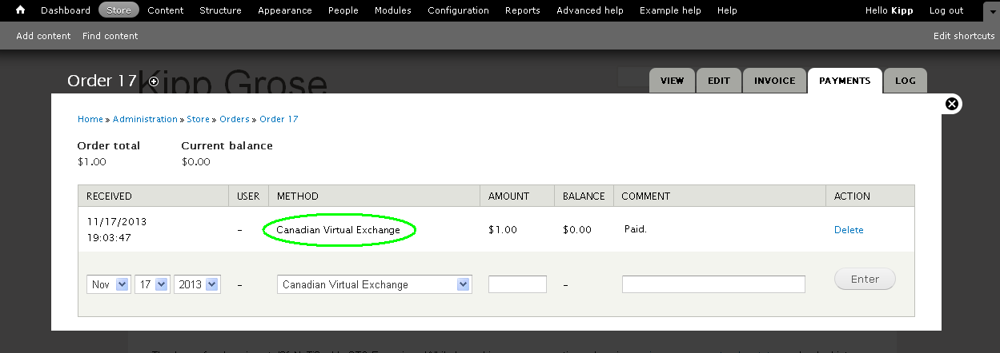 Dashboard Store Content Structure Appearance People Modules Configuration Reports Advanced help Example help Help Hello Kipp Log out
Add content Find content Edit shortcuts
Kipp Grose
Order 17 VIEW EDIT INVOICE PAYMENTS LOG
Home » Administration » Store » Orders » Order 17
Order total Current balance
$1.00 $0.00
RECEIVED USER METHOD AMOUNT BALANCE COMMENT ACTION
11/17/2013
19:03:47 – Canadian Virtual Exchange $1.00 $0.00 Paid. Delete
Nov 17 2013 – Canadian Virtual Exchange – Enter